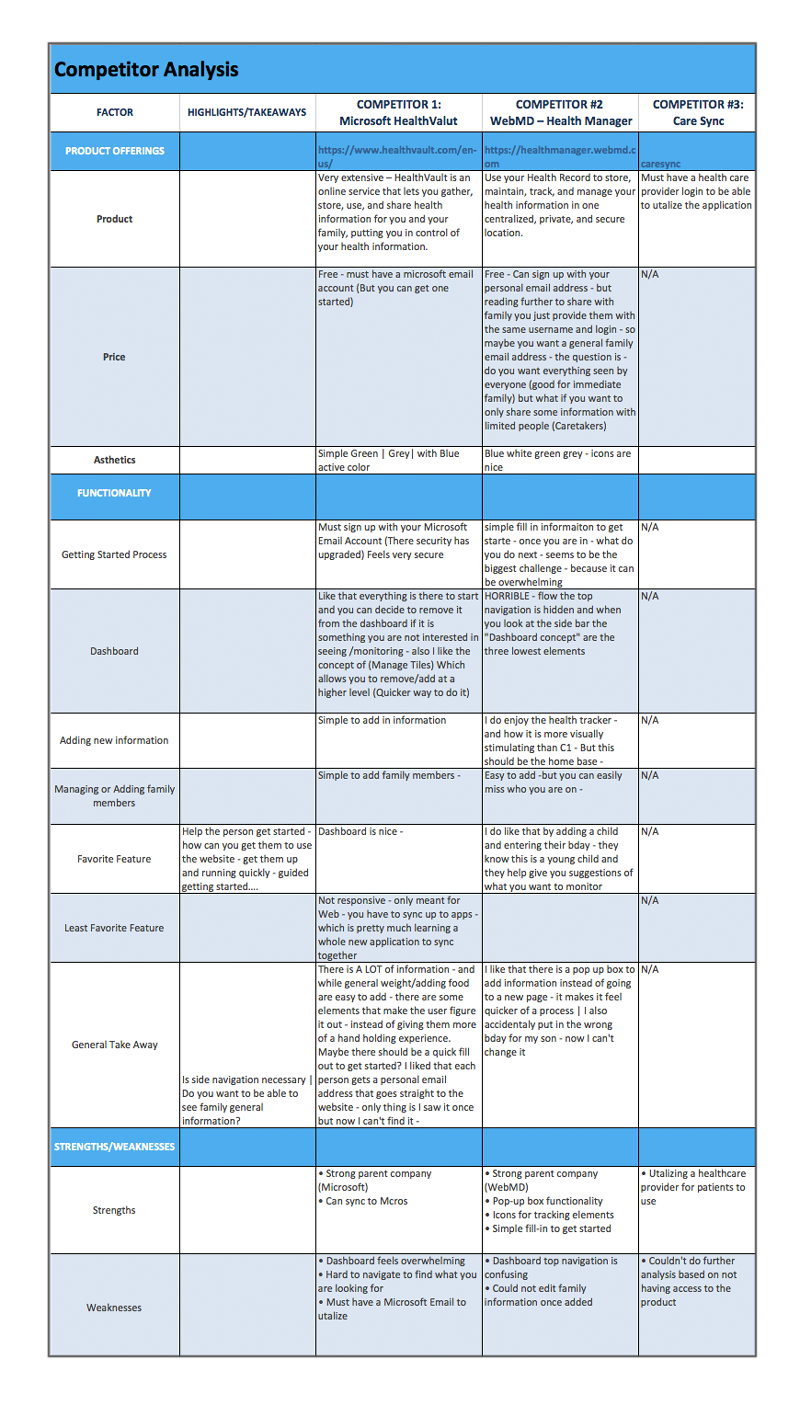 Competitor Analysis
FACTOR
HIGHLIGHTS/TAKEAWAYS
COMPETITOR 1:
Microsoft HealthValut
COMPETITOR #2
WebMD – Health Manager
COMPETITOR #3:
Care Sync
PRODUCT OFFERINGS
https://www.healthvault.com/en-
us/
https://healthmanager.webmd.c
om
caresync
Product
Very extensive – HealthVault is an
online service that lets you gather,
store, use, and share health
information for you and your
family, putting you in control of
your health information.
Use your Health Record to store,
maintain, track, and manage your
health information in one
centralized, private, and secure
location.
Must have a health care
provider login to be able
to utalize the application
Price
Free - must have a microsoft email
account (But you can get one
started)
Free - Can sign up with your
personal email address - but
reading further to share with
family you just provide them with
the same username and login - so
maybe you want a general family
email address - the question is -
do you want everything seen by
everyone (good for immediate
family) but what if you want to
only share some information with
limited people (Caretakers)
N/A
Asthetics
Simple Green | Grey| with Blue
active color
Blue white green grey - icons are
nice
FUNCTIONALITY
Getting Started Process
Must sign up with your Microsoft
Email Account (There security has
upgraded) Feels very secure
simple fill in informaiton to get
starte - once you are in - what do
you do next - seems to be the
biggest challenge - because it can
be overwhelming
N/A
Dashboard
Like that everything is there to start
and you can decide to remove it
from the dashboard if it is
something you are not interested in
seeing /monitoring - also I like the
concept of (Manage Tiles) Which
allows you to remove/add at a
higher level (Quicker way to do it)
HORRIBLE - flow the top
navigation is hidden and when
you look at the side bar the
"Dashboard concept" are the
three lowest elements
N/A
Adding new information
Simple to add in information
I do enjoy the health tracker -
and how it is more visually
stimulating than C1 - But this
should be the home base -
N/A
Managing or Adding family
members
Simple to add family members -
Easy to add -but you can easily
miss who you are on -
N/A
Favorite Feature
Help the person get started -
how can you get them to use
the website - get them up
and running quickly - guided
getting started....
Dashboard is nice -
I do like that by adding a child
and entering their bday - they
know this is a young child and
they help give you suggestions of
what you want to monitor
N/A
Least Favorite Feature
Not responsive - only meant for
Web - you have to sync up to apps -
which is pretty much learning a
whole new application to sync
together
N/A
General Take Away
Is side navigation necessary |
Do you want to be able to
see family general
information?
There is A LOT of information - and
while general weight/adding food
are easy to add - there are some
elements that make the user figure
it out - instead of giving them more
of a hand holding experience.
Maybe there should be a quick fill
out to get started? I liked that each
person gets a personal email
address that goes straight to the
website - only thing is I saw it once
but now I can't find it -
I like that there is a pop up box to
add information instead of going
to a new page - it makes it feel
quicker of a process | I also
accidentaly put in the wrong
bday for my son - now I can't
change it
N/A
STRENGTHS/WEAKNESSES
Strengths
• Strong parent company
(Microsoft)
• Can sync to Mcros
• Strong parent company
(WebMD)
• Pop-up box functionality
• Icons for tracking elements
• Simple fill-in to get started
• Utalizing a healthcare
provider for patients to
use
Weaknesses
• Dashboard feels overwhelming
• Hard to navigate to find what you
are looking for
• Must have a Microsoft Email to
utalize
• Dashboard top navigation is
confusing
• Could not edit family
information once added
• Couldn't do further
analysis based on not
having access to the
product